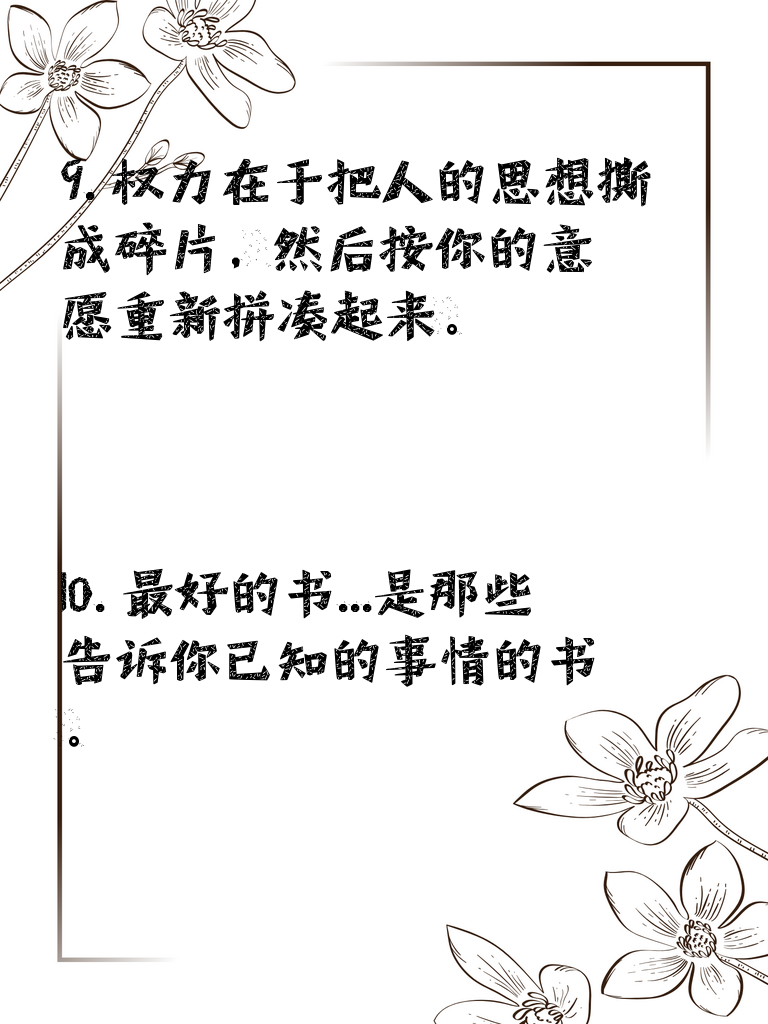 9.权力在于把人的思想撕
成碎片，然后按你的意
愿重新拼凑起来。
10.最好的书...是那些
告诉你已知的事情的书
。